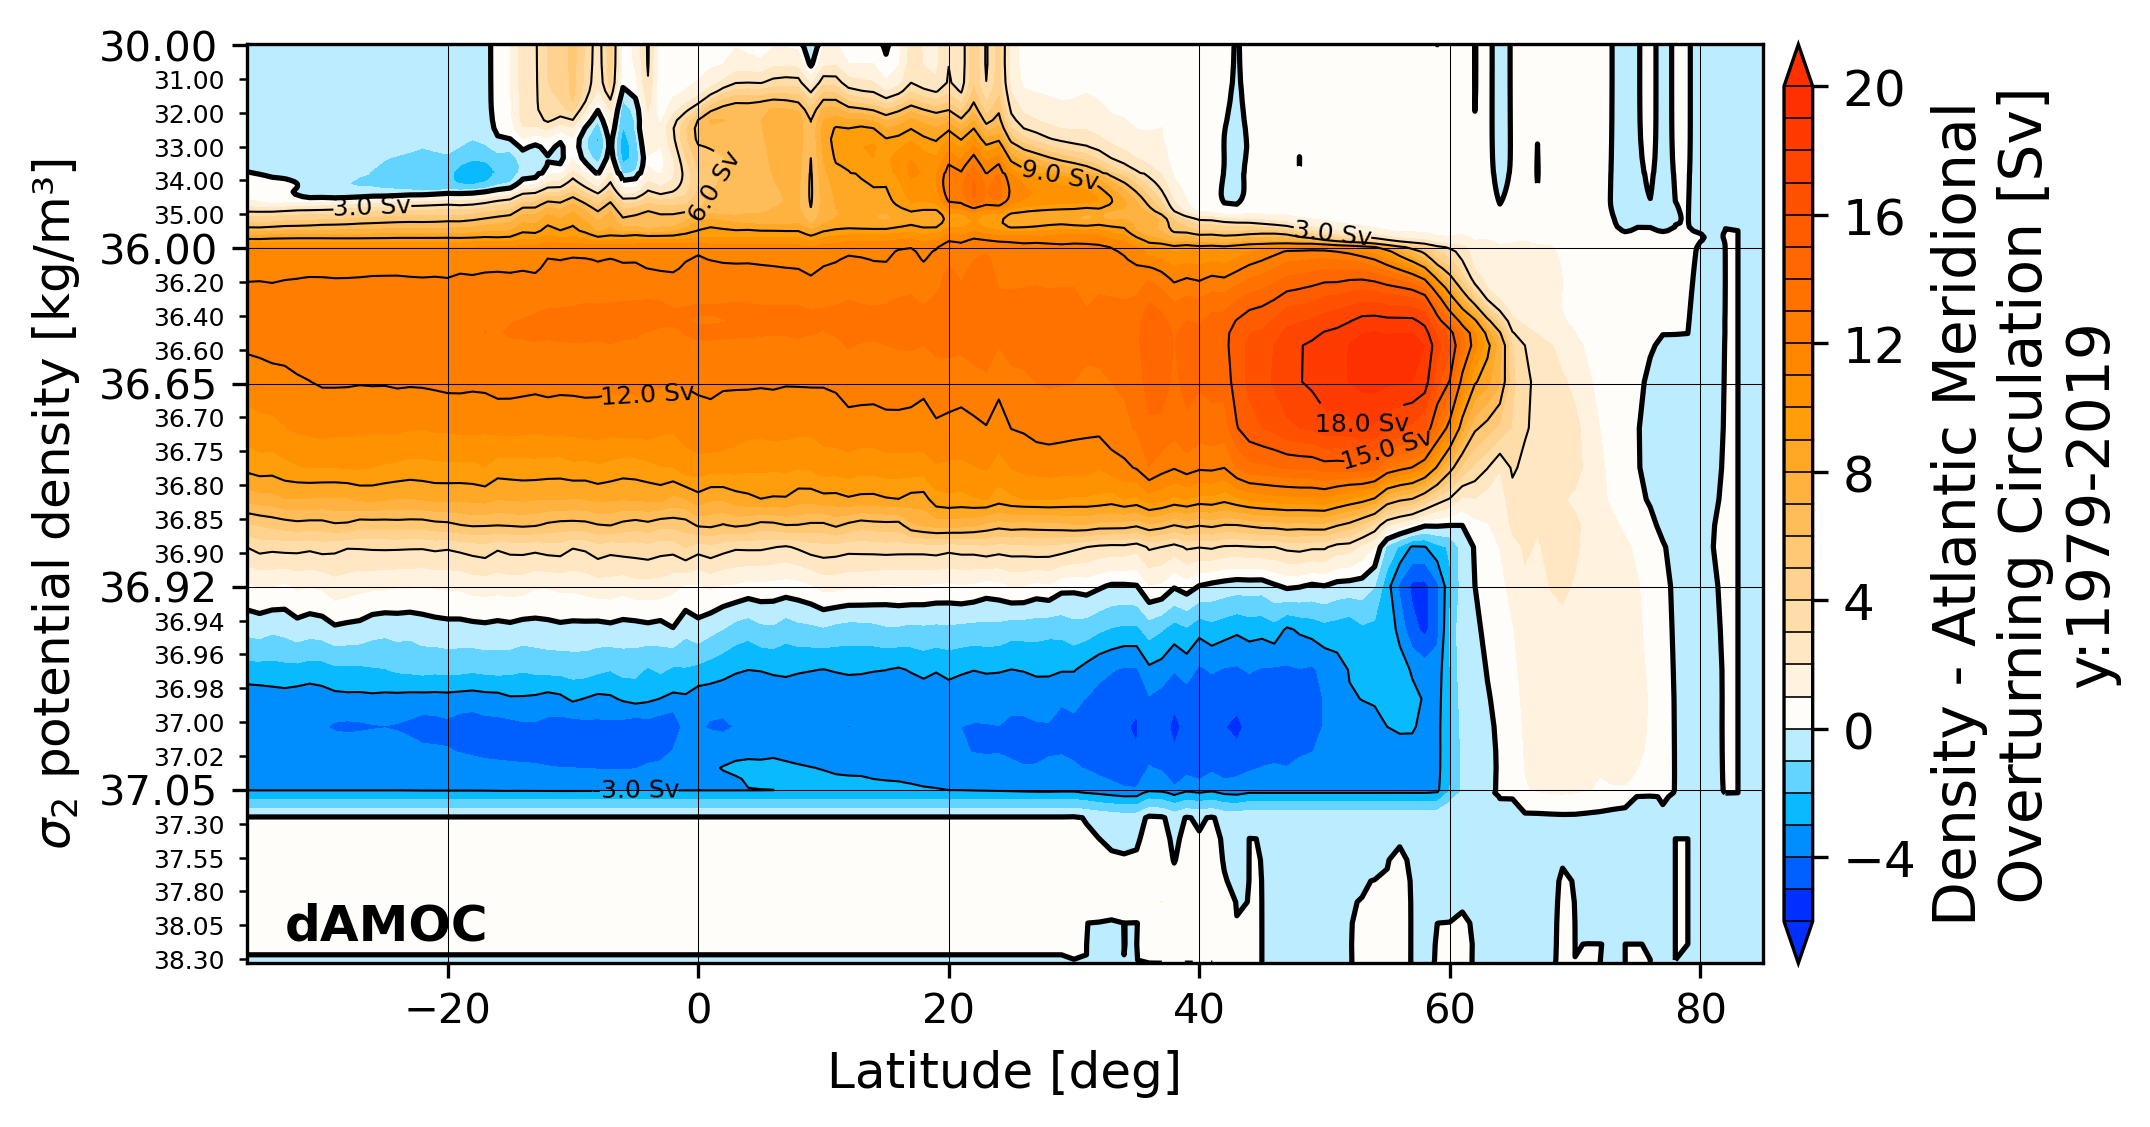 σ₂ potential density [kg/m³]
30.00
31.00
32.00
33.00
34.00
35.00
36.00
36.20
36.40
36.60
36.65
36.70
36.75
36.80
36.85
36.90
36.92
36.94
36.96
36.98
37.00
37.02
37.05
37.30
37.55
37.80
38.05
38.30
3.0 Sv
6.0 Sv
9.0 Sv
3.0 Sv
12.0 Sv
18.0 Sv
15.0 Sv
-3.0 Sv
dAMOC
−20 0 20 40 60 80
Latitude [deg]
20
16
12
8
4
0
−4
Density - Atlantic Meridional
Overturning Circulation [Sv]
y:1979-2019